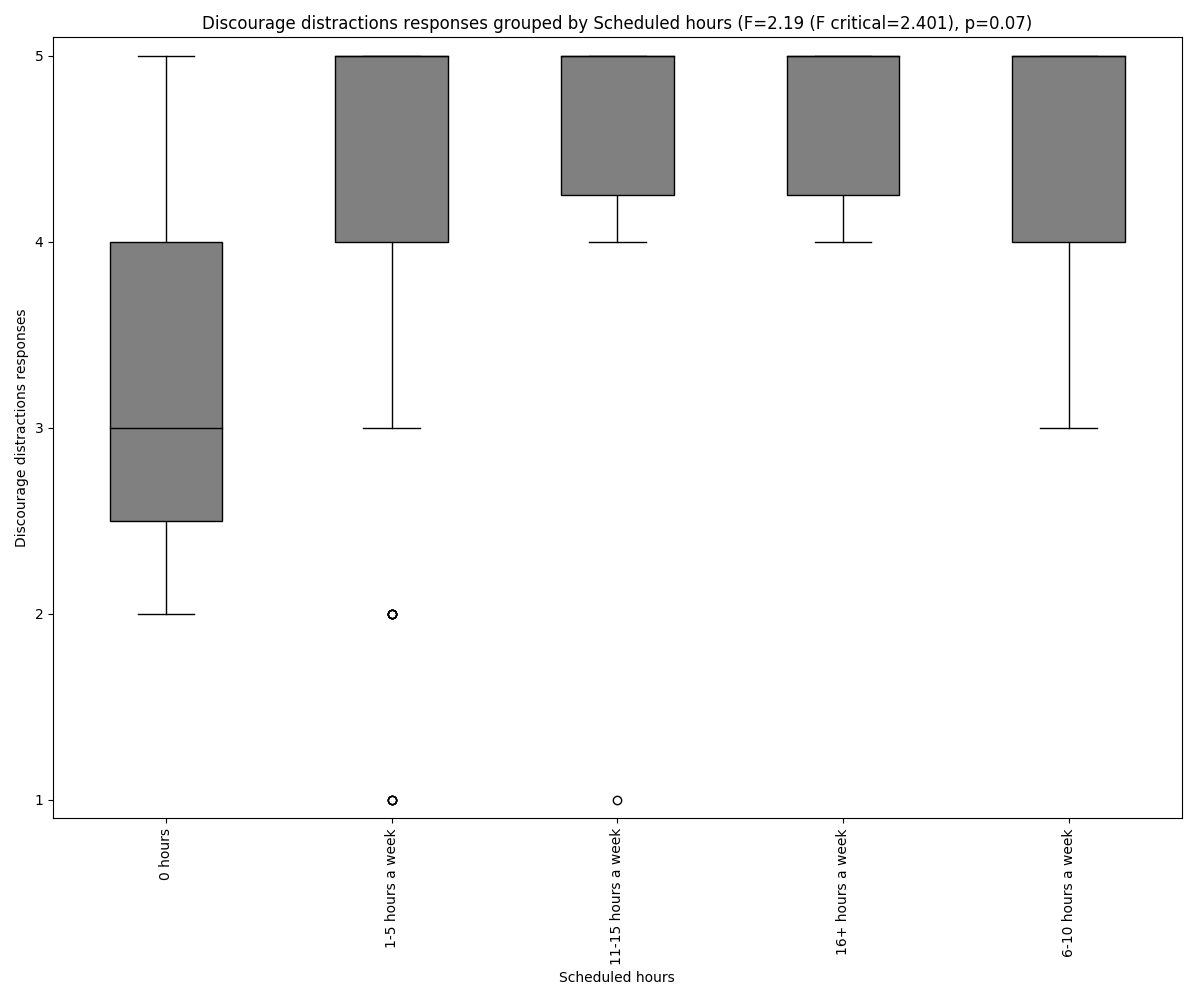 Discourage distractions responses grouped by Scheduled hours (F=2.19 (F critical=2.401), p=0.07)
Discourage distractions responses
5
4
3
2
1
0 hours
1-5 hours a week
11-15 hours a week
16+ hours a week
6-10 hours a week
Scheduled hours